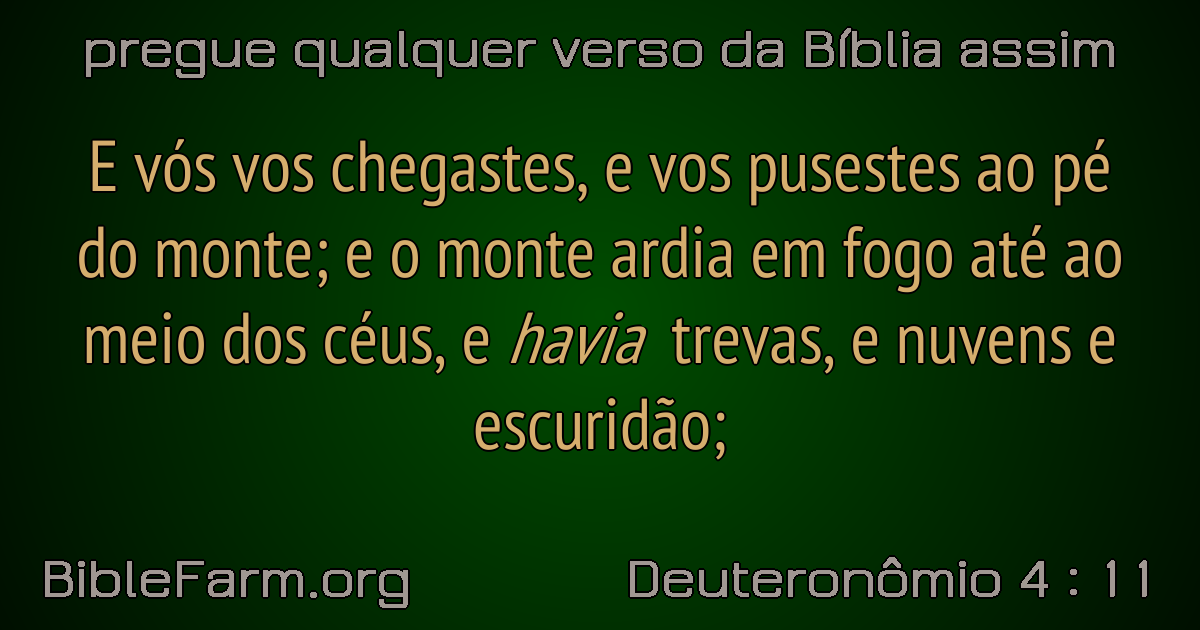 pregue qualquer verso da Bíblia assim
E vós vos chegastes, e vos pusestes ao pé
do monte; e o monte ardia em fogo até ao
meio dos céus, e havia trevas, e nuvens e
escuridão;
BibleFarm.org
Deuteronômio 4 : 11